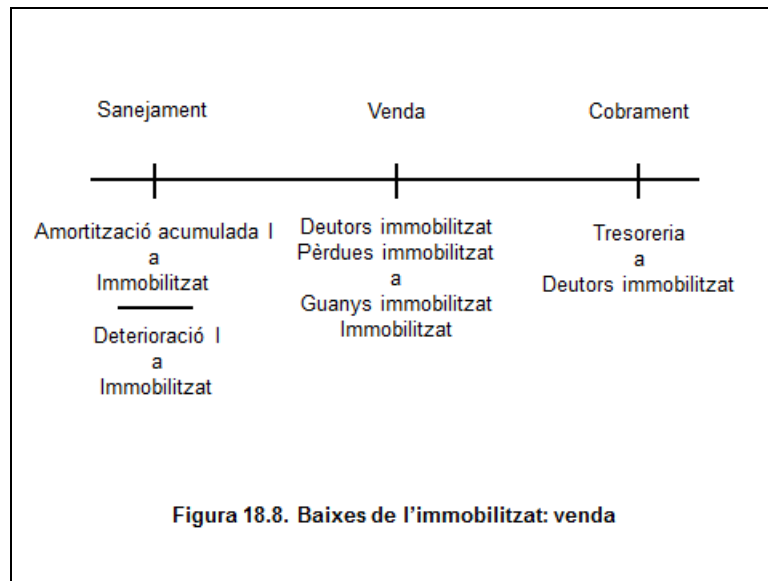 Sanejament
Venda
Cobrament
Amortització acumulada I
a
Immobilitzat
Deterioració I
a
Immobilitzat
Deutors immobilitzat
Pèrdues immobilitzat
a
Guanys immobilitzat
Immobilitzat
Tresoreria
a
Deutors immobilitzat
Figura 18.8. Baixes de l'immobilitzat: venda